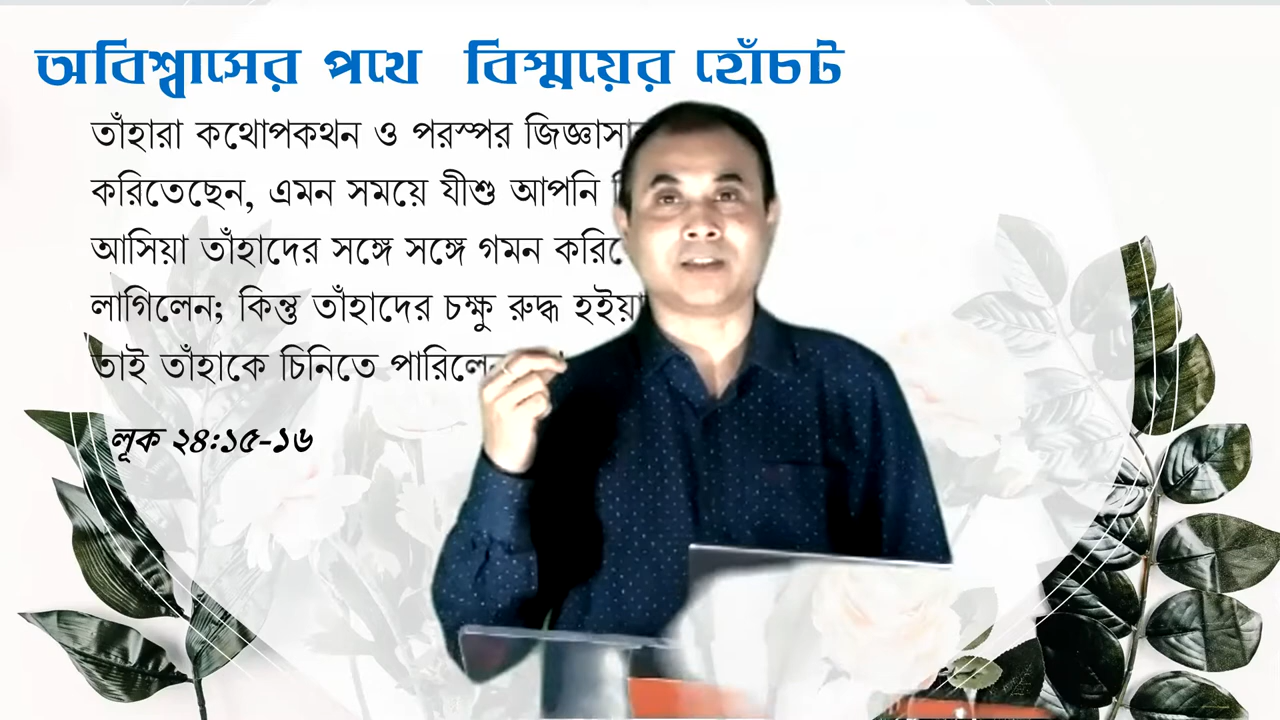 অবিশ্বাসের পথে বিস্ময়ের হোঁচট
তাঁহারা কথোপকথন ও পরস্পর
করিতেছেন, এমন সময়ে যীশু আপনি
আসিয়া তাঁহাদের সঙ্গে সঙ্গে গমন
লাগিলেন; কিন্তু তাঁহাদের চক্ষু রুদ্ধ হইয়া
তাই তাঁহাকে চিনিতে
লূক ২৪:১৫-১৬